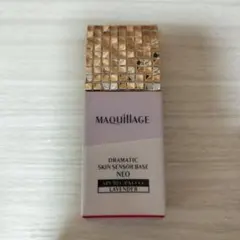 MAQuillAGE
DRAMATIC
SKIN SENSOR BASE
NEO
LAVENDER